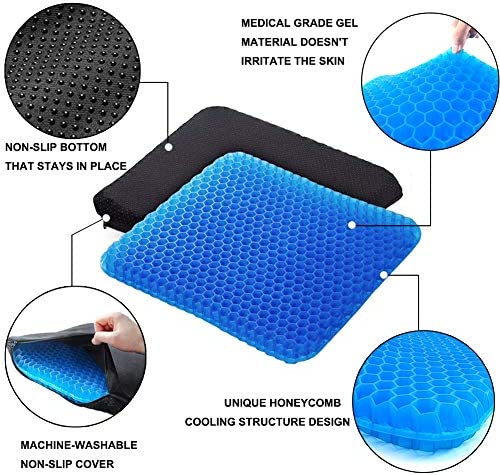 MEDICAL GRADE GEL
MATERIAL DOESN'T
IRRITATE THE SKIN
NON-SLIP BOTTOM
THAT STAYS IN PLACE
UNIQUE HONEYCOMB
COOLING STRUCTURE DESIGN
MACHINE-WASHABLE
NON-SLIP COVER